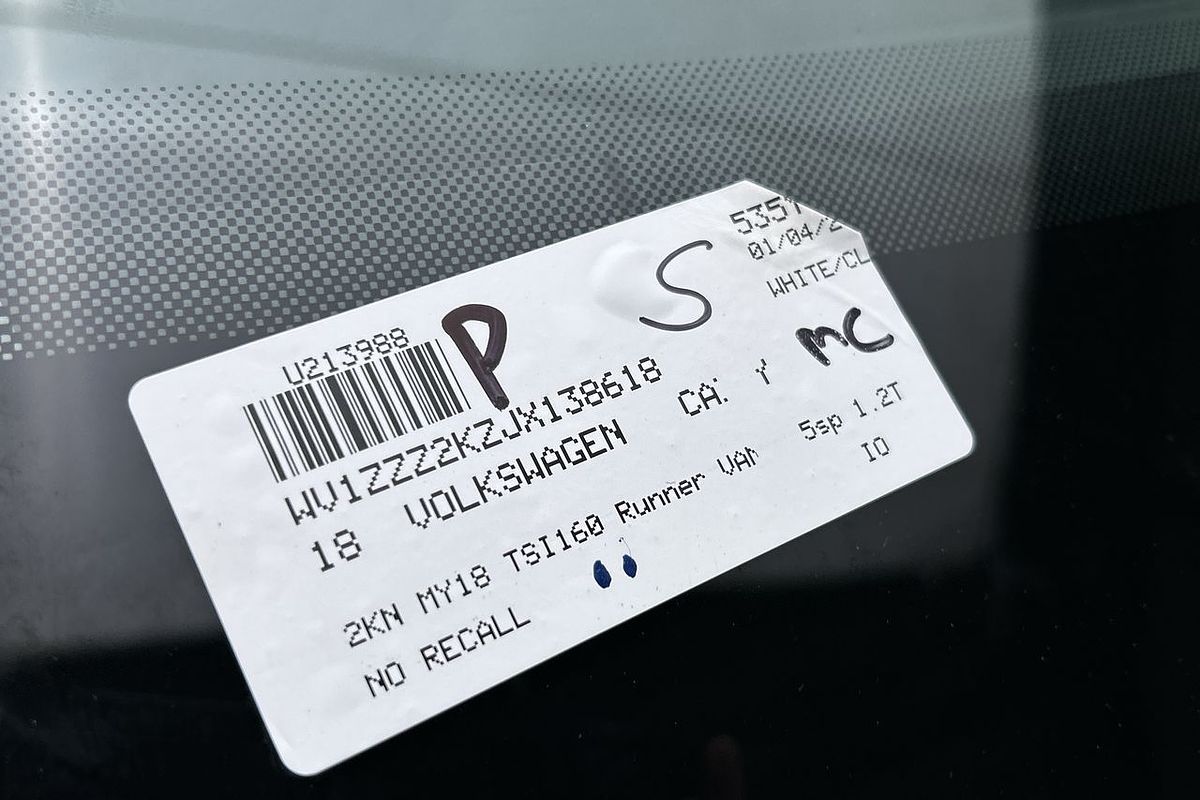 U213988 P S 5357
01/04/2
WHITE/CL
WV1ZZZ2KZJX138618 MC
18 VOLKSWAGEN CA: Y
2KN MY18 TSI160 Runner VAN 5sp 1.2T
NO RECALL IO